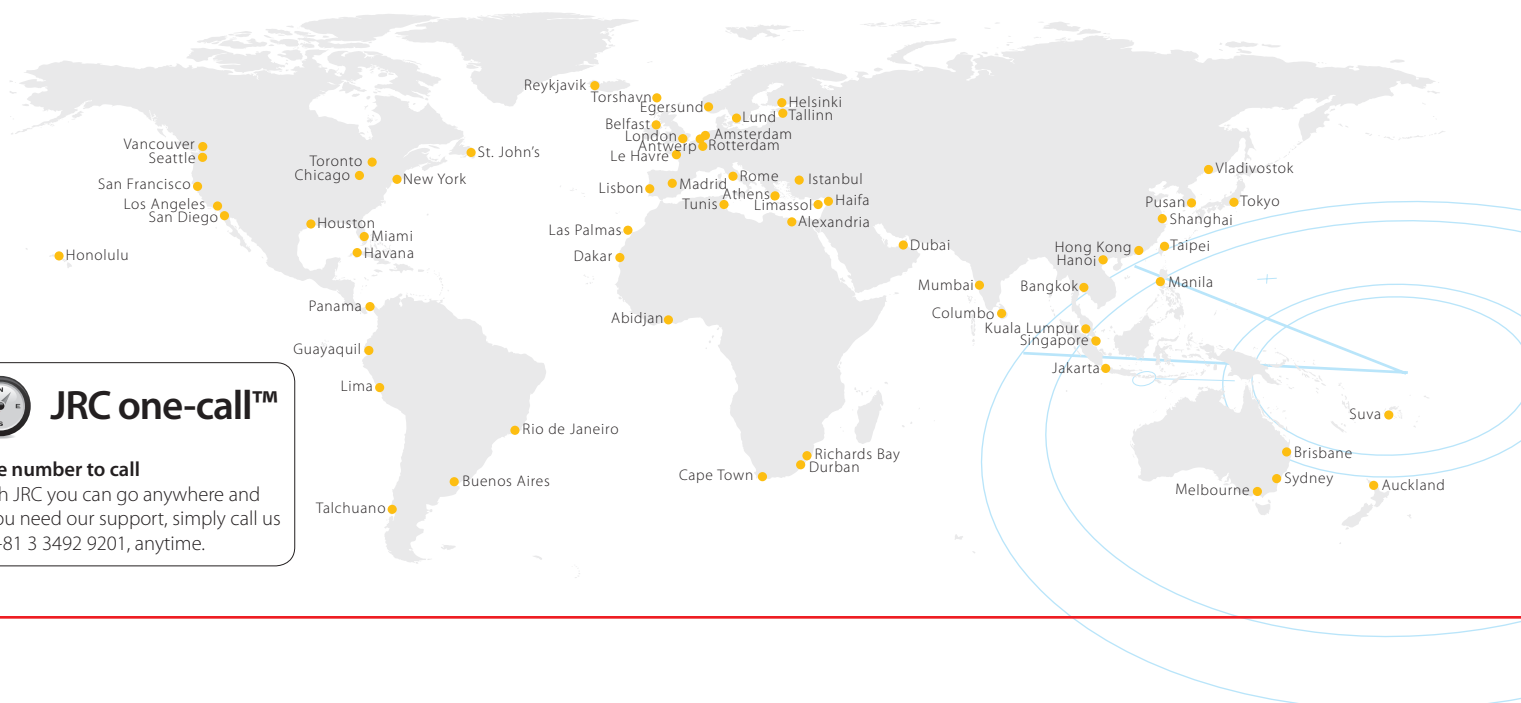 Reykjavik
Torshavn
Egersund
Helsinki
Tallinn
Lund
Belfast
London
Amsterdam
Antwerp
Rotterdam
Le Havre
Vancouver
Seattle
Toronto
Chicago
St. John's
New York
San Francisco
Los Angeles
San Diego
Houston
Miami
Havana
Honolulu
Lisbon
Madrid
Rome
Istanbul
Athens
Tunis
Limassol
Haifa
Alexandria
Las Palmas
Dakar
Dubai
Vladivostok
Pusan
Tokyo
Shanghai
Hong Kong
Taipei
Hanoi
Mumbai
Bangkok
Manila
Columbo
Kuala Lumpur
Singapore
Jakarta
Panama
Abidjan
Guayaquil
Lima
Rio de Janeiro
Buenos Aires
Talchuano
Cape Town
Richards Bay
Durban
Suva
Brisbane
Sydney
Melbourne
Auckland
N
E
S
JRC one-call™
number to call
JRC you can go anywhere and
need our support, simply call us
81 3 3492 9201, anytime.